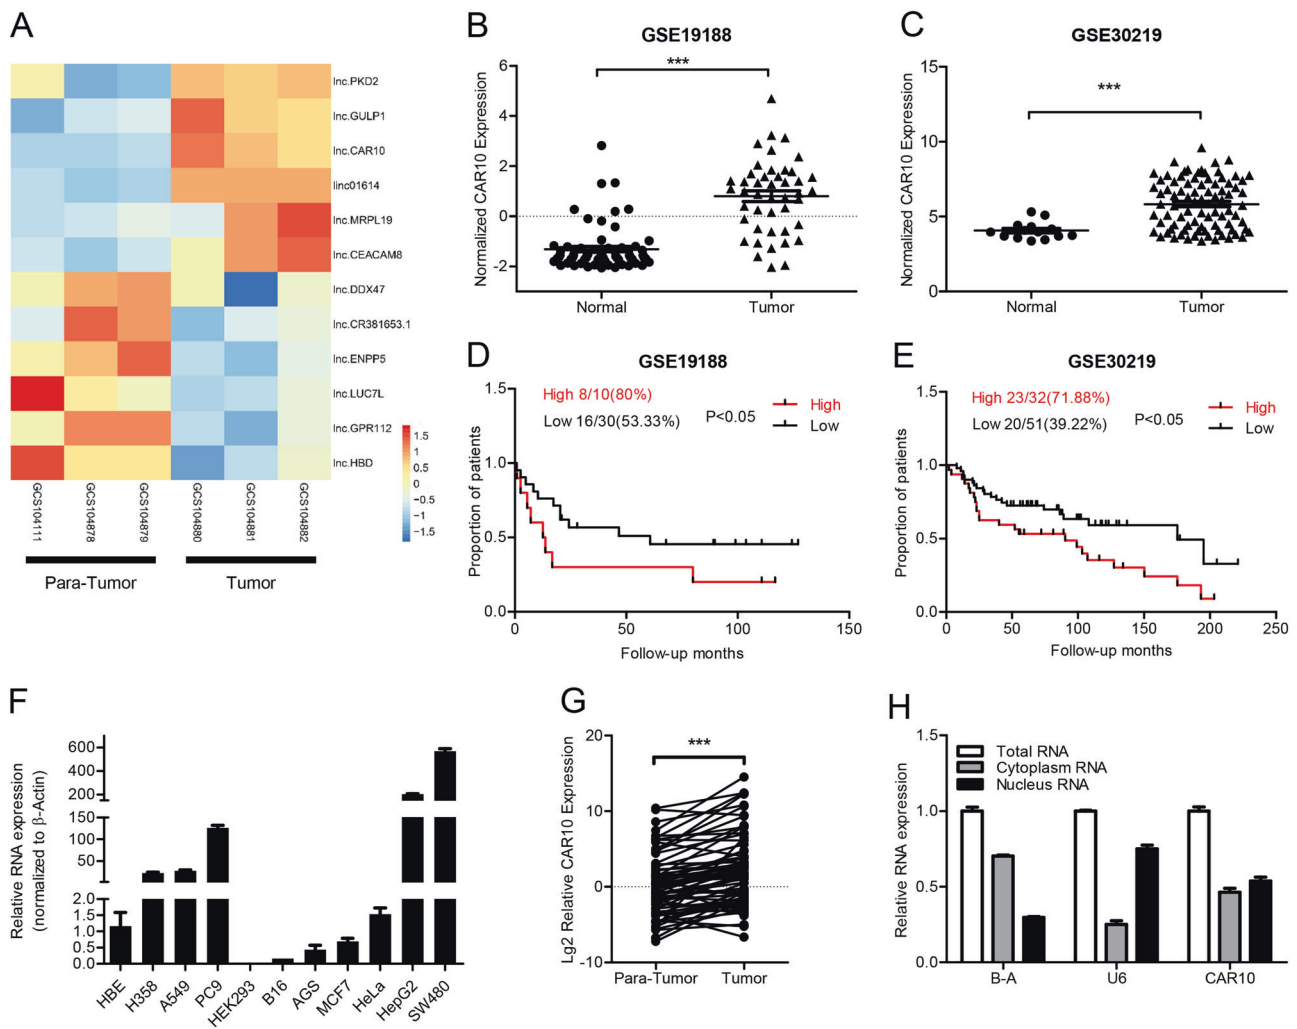 A
lnc.PKD2
lnc.GULP1
lnc.CAR10
linc01614
lnc.MRPL19
lnc.CEACAM8
lnc.DDX47
lnc.CR381653.1
lnc.ENPP5
lnc.LUC7L
lnc.GPR112
lnc.HBD
1.5
1
0.5
0
−0.5
−1
−1.5
GCS104111
GCS104878
GCS104879
GCS104880
GCS104881
GCS104882
Para-Tumor
Tumor
B
GSE19188
Normalized CAR10 Expression
6
4
2
0
-2
***
Normal
Tumor
C
GSE30219
Normalized CAR10 Expression
15
10
5
0
***
Normal
Tumor
D
GSE19188
Proportion of patients
1.5
1.0
0.5
0.0
High 8/10(80%)
Low 16/30(53.33%)
P<0.05
High
Low
0
50
100
150
Follow-up months
E
GSE30219
Proportion of patients
1.5
1.0
0.5
0.0
High 23/32(71.88%)
Low 20/51(39.22%)
P<0.05
High
Low
0
50
100
150
200
250
Follow-up months
F
Relative RNA expression
(normalized to β-Actin)
600
400
200
150
100
50
2.0
1.5
1.0
0.5
0.0
HBE
H358
A549
PC9
HEK293
B16
AGS
MCF7
HeLa
HepG2
SW480
G
Lg2 Relative CAR10 Expression
20
10
0
-10
***
Para-Tumor
Tumor
H
Relative RNA expression
1.5
1.0
0.5
0.0
Total RNA
Cytoplasm RNA
Nucleus RNA
B-A
U6
CAR10